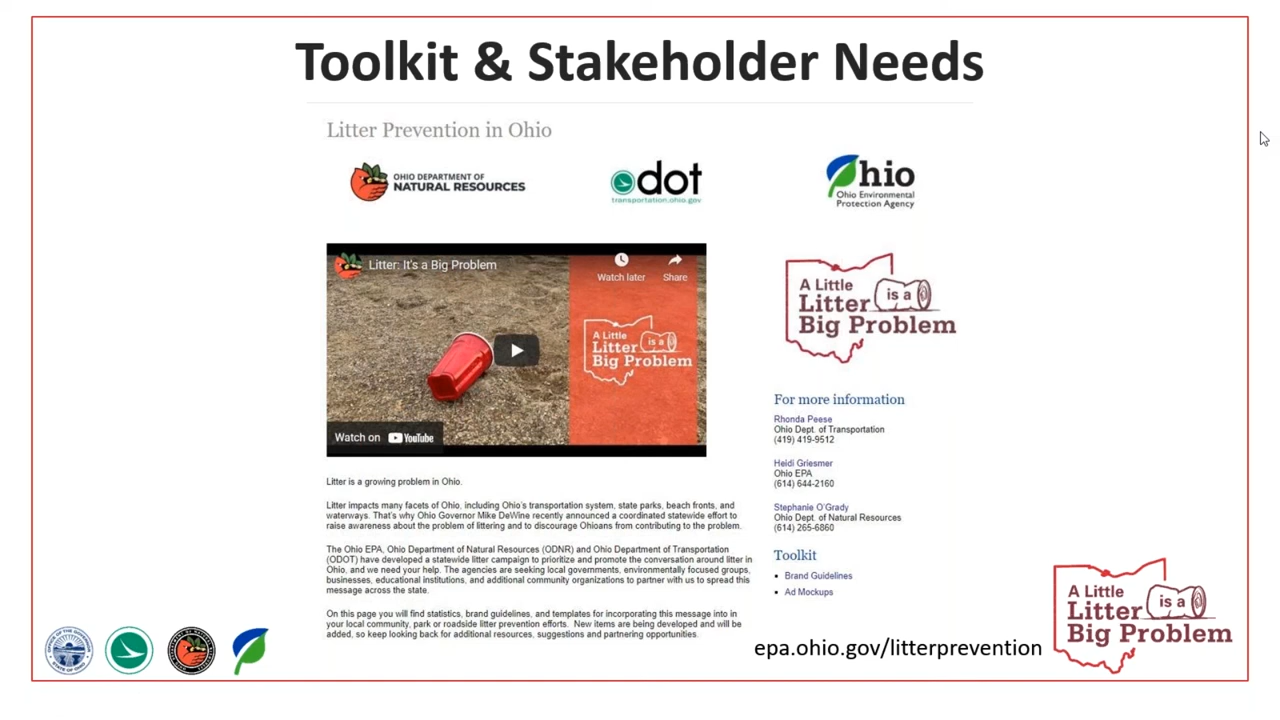 Toolkit & Stakeholder Needs
Litter Prevention in Ohio
OHIO DEPARTMENT OF
NATURAL RESOURCES
odot
transportation.ohio.gov
Ohio
Ohio Environmental
Protection Agency
Litter: It's a Big Problem
Watch later
Share
A Little
Litter is a
Big Problem
Watch on YouTube
A Little
Litter is a
Big Problem
Litter is a growing problem in Ohio.
Litter impacts many facets of Ohio, including Ohio's transportation system, state parks, beach fronts, and
waterways. That's why Ohio Governor Mike DeWine recently announced a coordinated statewide effort to
raise awareness about the problem of littering and to discourage Ohioans from contributing to the problem.
The Ohio EPA, Ohio Department of Natural Resources (ODNR) and Ohio Department of Transportation
(ODOT) have developed a statewide litter campaign to prioritize and promote the conversation around litter in
Ohio, and we need your help. The agencies are seeking local governments, environmentally focused groups,
businesses, educational institutions, and additional community organizations to partner with us to spread this
message across the state.
On this page you will find statistics, brand guidelines, and templates for incorporating this message into in
your local community, park or roadside litter prevention efforts. New items are being developed and will be
added, so keep looking back for additional resources, suggestions and partnering opportunities.
For more information
Rhonda Peese
Ohio Dept. of Transportation
(419) 419-9512
Heidi Griesmer
Ohio EPA
(614) 644-2160
Stephanie O'Grady
Ohio Dept. of Natural Resources
(614) 265-6860
Toolkit
• Brand Guidelines
• Ad Mockups
epa.ohio.gov/litterprevention
A Little
Litter is a
Big Problem